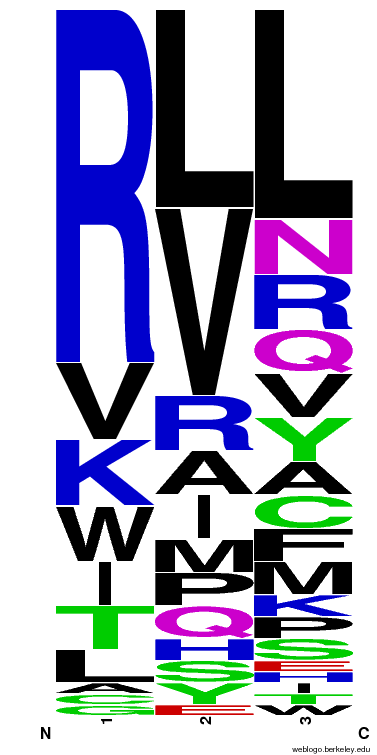 R
V
K
W
I
T
L
A
C
G
L
V
R
A
I
M
P
Q
H
S
Y
E
L
N
R
Q
V
Y
A
C
F
M
K
P
S
E
H
I
T
W
N 1 2 3 C
weblogo.berkeley.edu